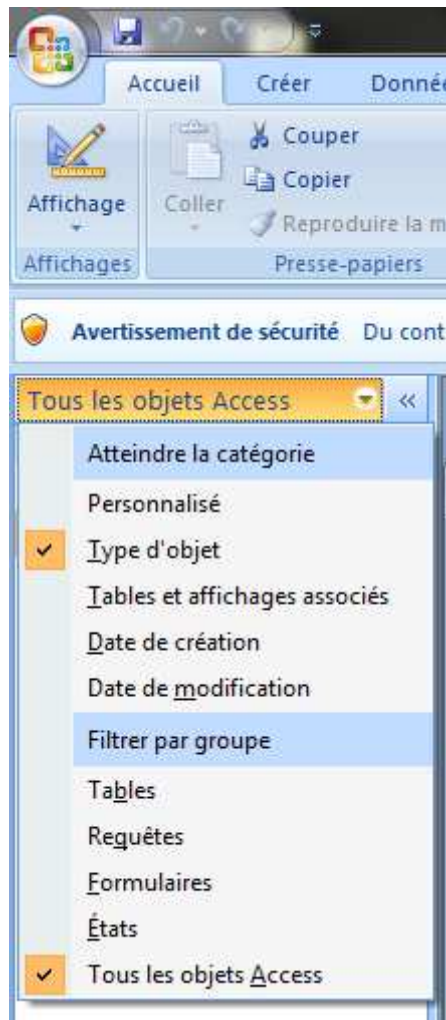 Accueil Créer Donné
Couper
Copier
Affichage Coller Reproduire la m
Affichages Presse-papiers
Avertissement de sécurité Du cont
Tous les objets Access
Atteindre la catégorie
Personnalisé
Type d'objet
Tables et affichages associés
Date de création
Date de modification
Filtrer par groupe
Tables
Requêtes
Formulaires
États
Tous les objets Access